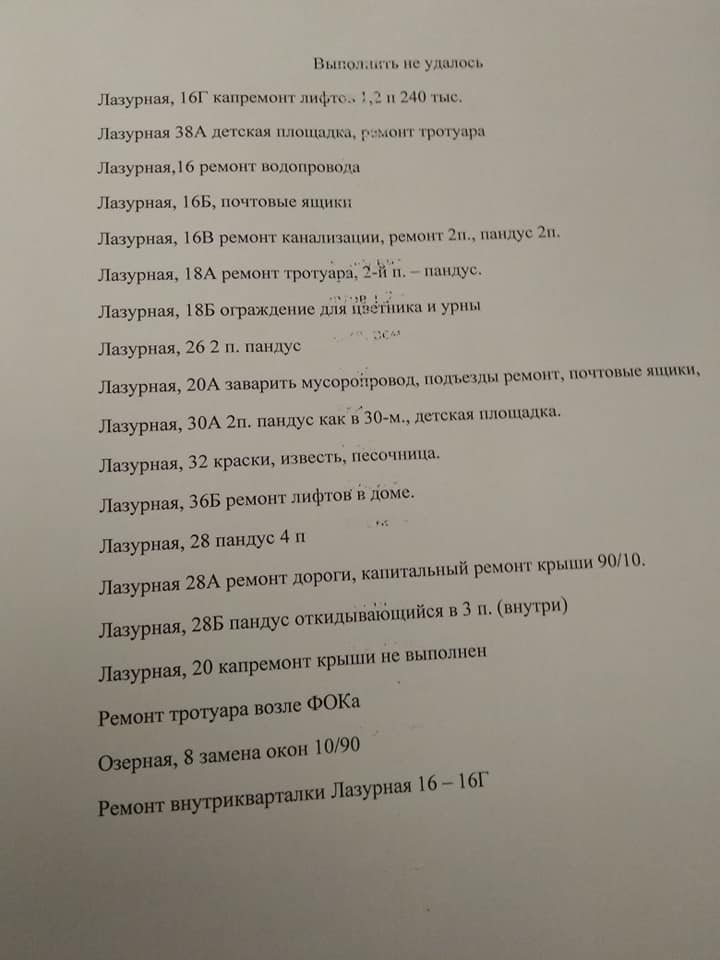 Выполнить не удалось
Лазурная, 16Г капремонт лифтов 1,2 п 240 тыс.
Лазурная 38А детская площадка, ремонт тротуара
Лазурная,16 ремонт водопровода
Лазурная, 16Б, почтовые ящики
Лазурная, 16В ремонт канализации, ремонт 2п., пандус 2п.
Лазурная, 18А ремонт тротуара, 2-й п. – пандус.
Лазурная, 18Б ограждение для цветника и урны
Лазурная, 26 2 п. пандус
Лазурная, 20А заварить мусоропровод, подъезды ремонт, почтовые ящики,
Лазурная, 30А 2п. пандус как в 30-м., детская площадка.
Лазурная, 32 краски, известь, песочница.
Лазурная, 36Б ремонт лифтов в доме.
Лазурная, 28 пандус 4 п
Лазурная 28А ремонт дороги, капитальный ремонт крыши 90/10.
Лазурная, 28Б пандус откидывающийся в 3 п. (внутри)
Лазурная, 20 капремонт крыши не выполнен
Ремонт тротуара возле ФОКа
Озерная, 8 замена окон 10/90
Ремонт внутрикварталки Лазурная 16 – 16Г